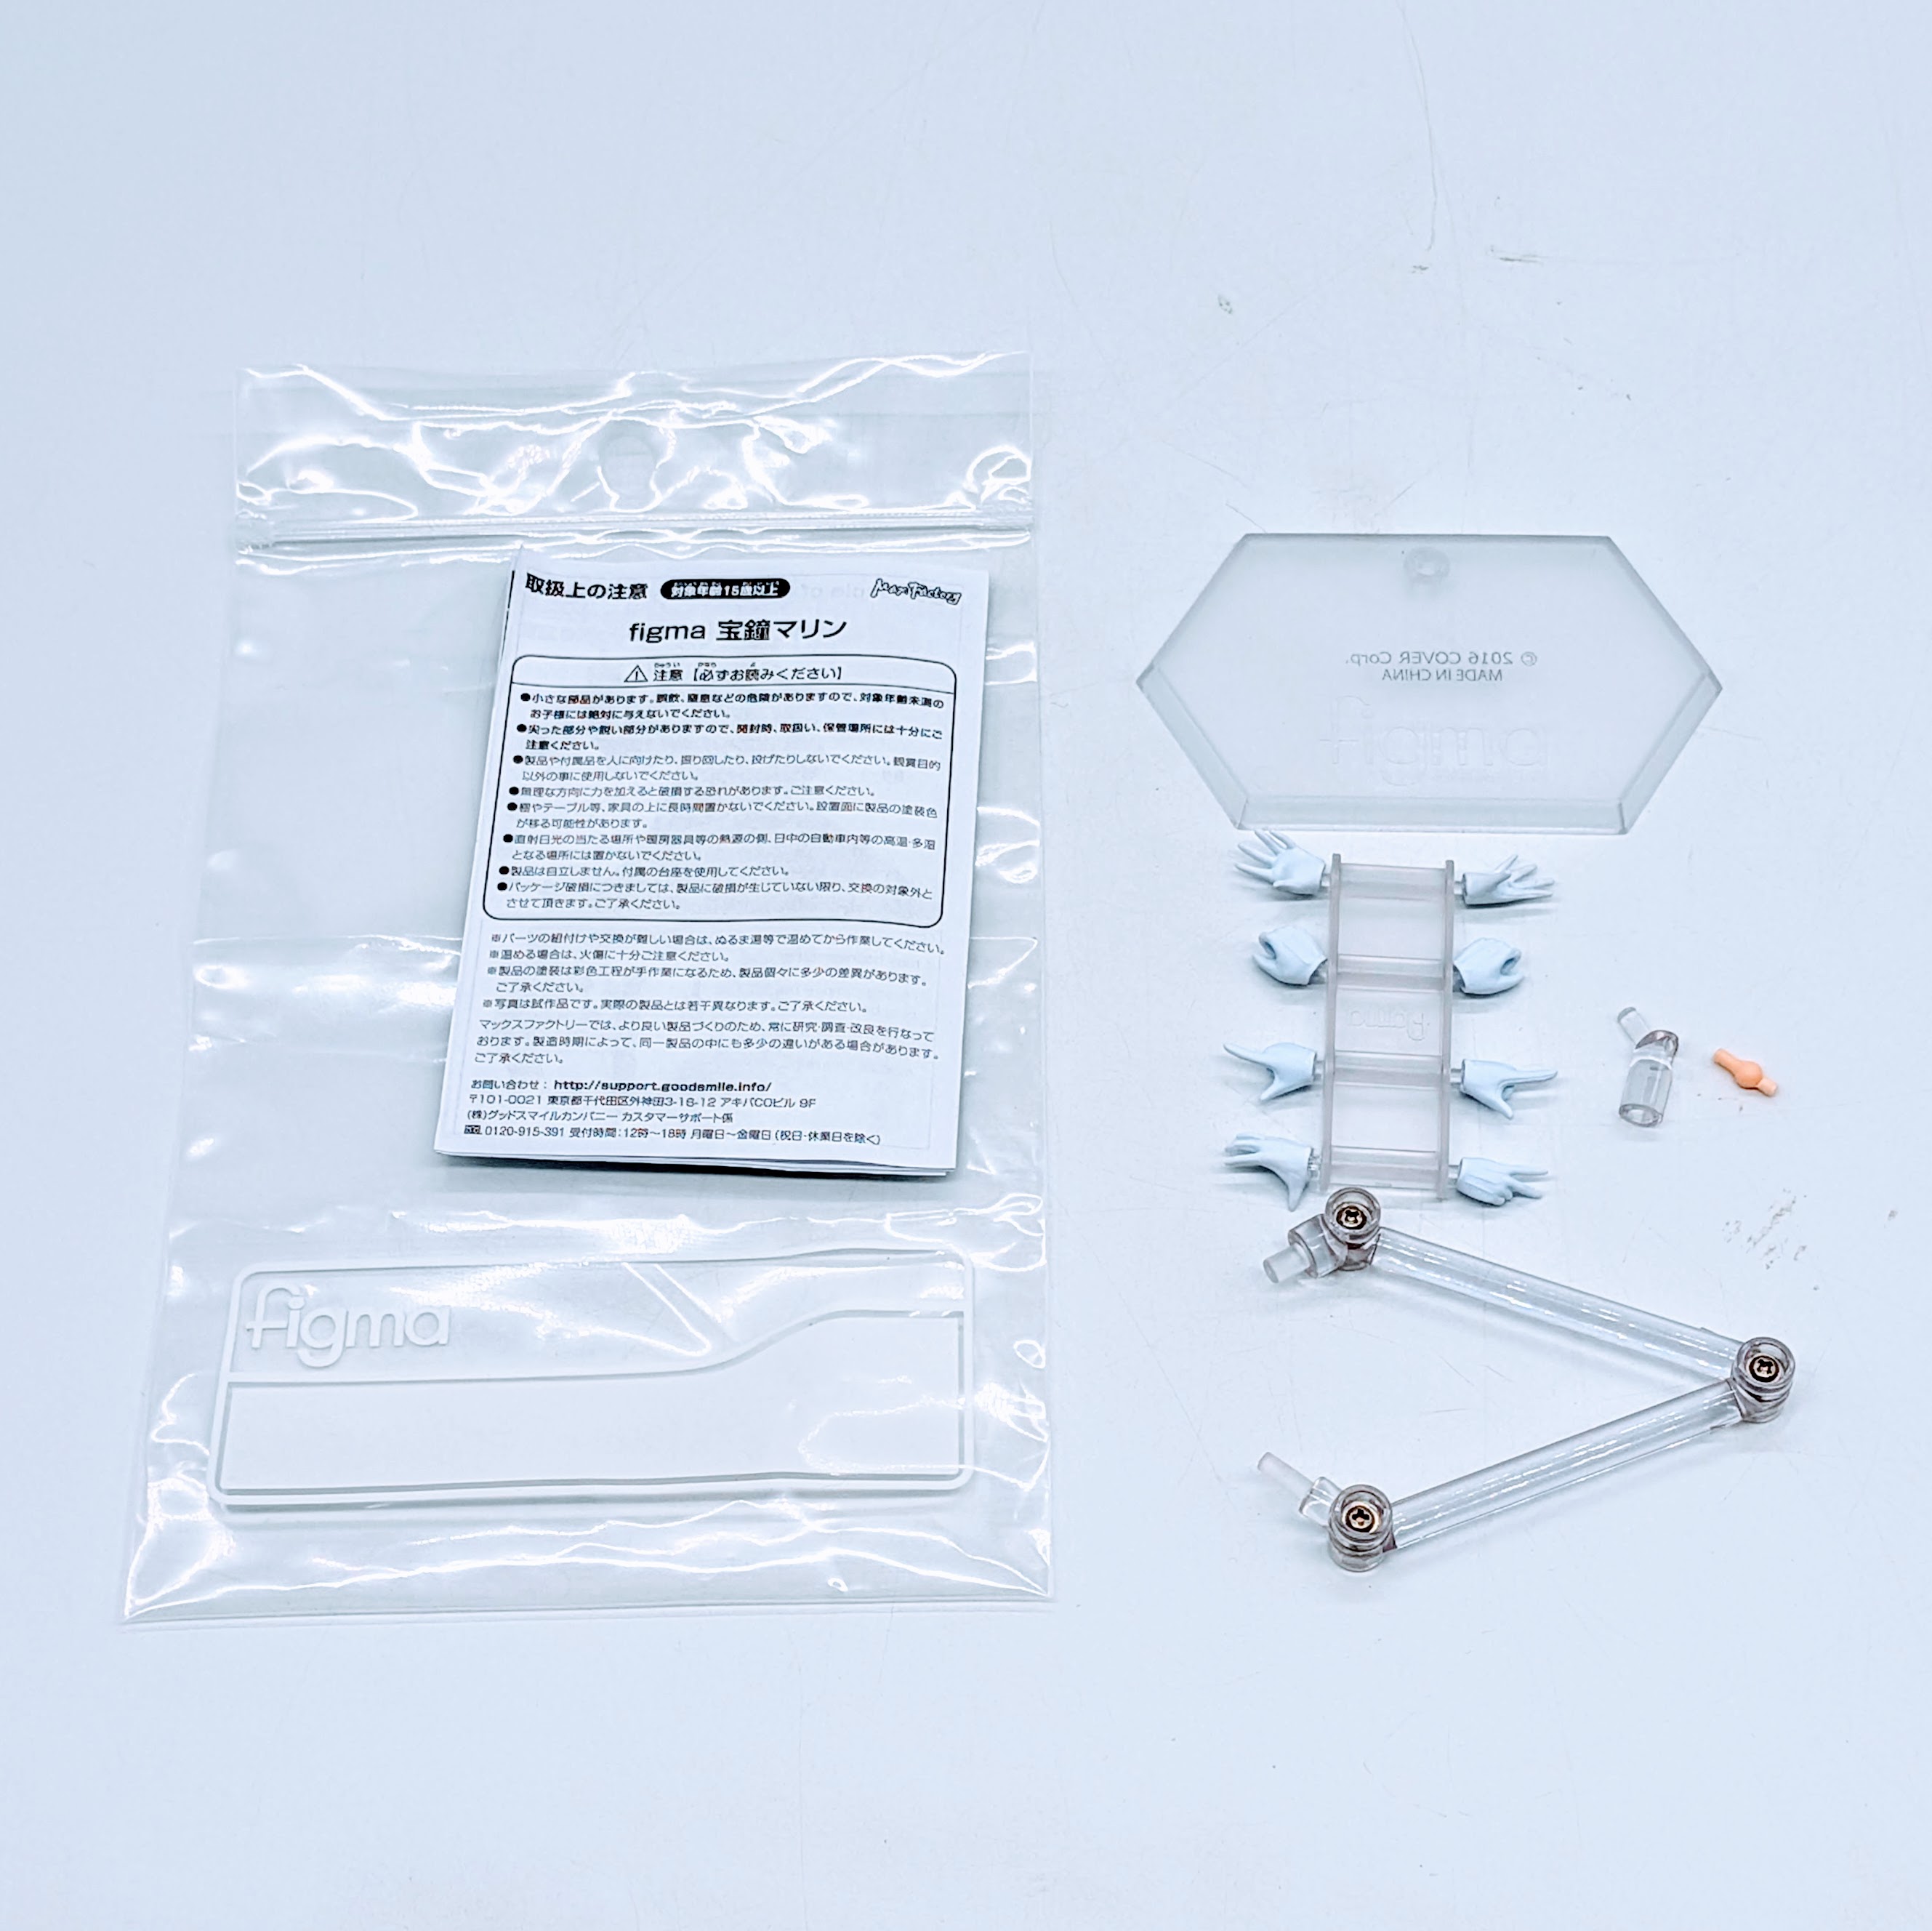 取扱上の注意 対象年齢15歳以上 Max Factory
figma 宝鐘マリン
注意【必ずお読みください】
●小さな部品があります。誤飲、窒息などの危険がありますので、対象年齢未満の
お子様には絶対に与えないでください。
●尖った部分や鋭い部分がありますので、開封時、取扱い、保管場所には十分にご
注意ください。
●製品や付属品を人に向けたり、振り回したり、投げたりしないでください。観賞目的
以外の事に使用しないでください。
●無理な方向に力を加えると破損する恐れがあります。ご注意ください。
●棚やテーブル等、家具の上に長時間置かないでください。設置面に製品の塗装色
が移る可能性があります。
●直射日光の当たる場所や暖房器具等の熱源の側、日中の自動車内等の高温・多湿
となる場所には置かないでください。
●製品は自立しません。付属の台座を使用してください。
●パッケージ破損につきましては、製品に破損が生じていない限り、交換の対象外と
させて頂きます。ご了承ください。
※パーツの組付けや交換が難しい場合は、ぬるま湯等で温めてから作業してください。
※温める場合は、火傷に十分ご注意ください。
※製品の塗装は彩色工程が手作業になるため、製品個々に多少の差異があります。
ご了承ください。
※写真は試作品です。実際の製品とは若干異なります。ご了承ください。
マックスファクトリーでは、より良い製品づくりのため、常に研究・調査・改良を行なって
おります。製造時期によって、同一製品の中にも多少の違いがある場合があります。
ご了承ください。
お問い合わせ : http://support.goodsmile.info/
〒101-0021 東京都千代田区外神田3-16-12 アキバCOビル 9F
(株)グッドスマイルカンパニー カスタマーサポート係
0120-915-391 受付時間：12時～18時 月曜日～金曜日（祝日・休業日を除く）
figma
© 2016 COVER Corp.
MADE IN CHINA
figma
figma